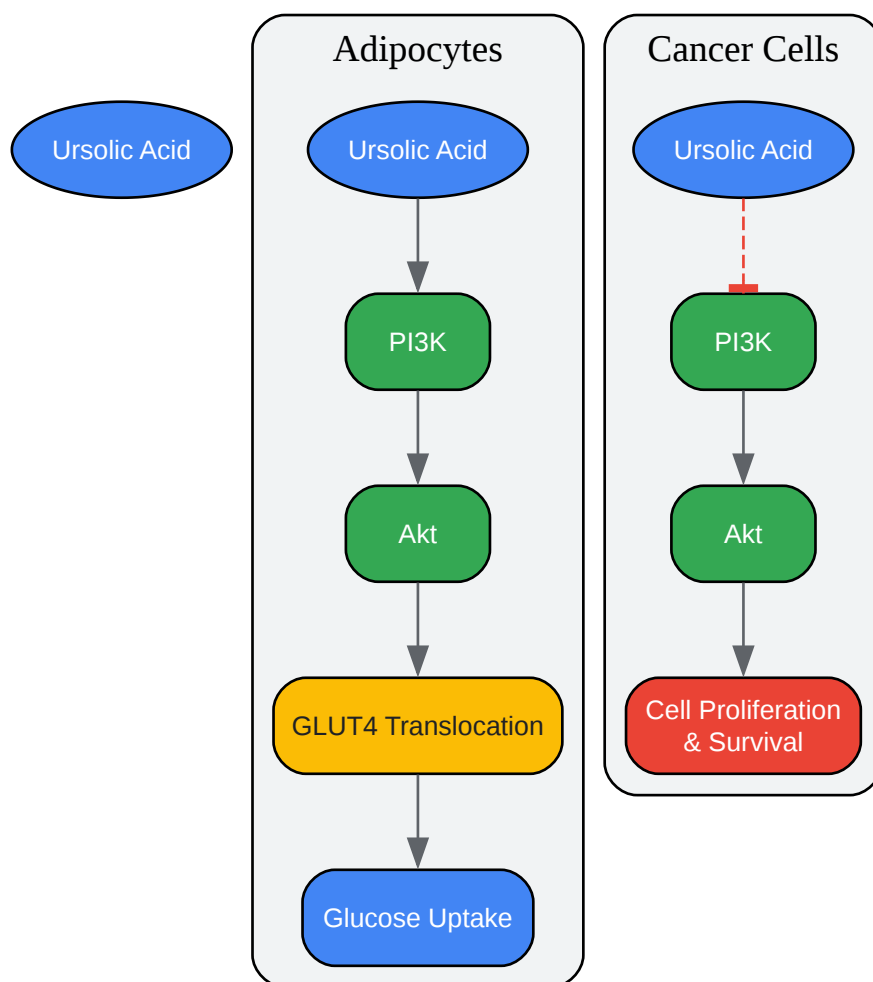 Ursolic Acid
Adipocytes
Ursolic Acid
PI3K
Akt
GLUT4 Translocation
Glucose Uptake
Cancer Cells
Ursolic Acid
PI3K
Akt
Cell Proliferation
& Survival